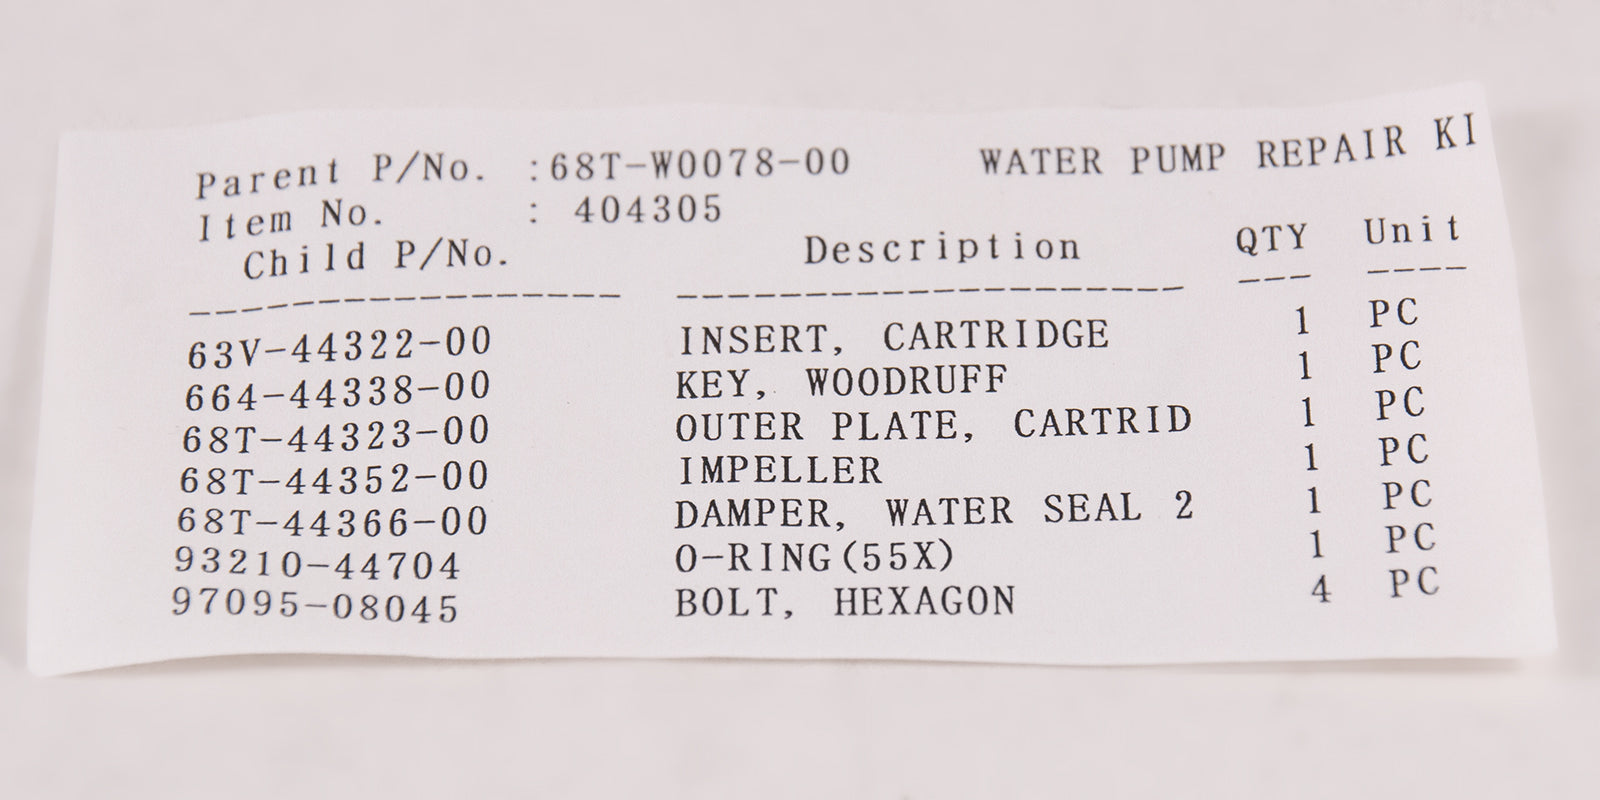 Parent P/No. :68T-W0078-00 WATER PUMP REPAIR KI
Item No. : 404305
Child P/No. Description QTY Unit
63V-44322-00 INSERT, CARTRIDGE 1 PC
664-44338-00 KEY, WOODRUFF 1 PC
68T-44323-00 OUTER PLATE, CARTRID 1 PC
68T-44352-00 IMPELLER 1 PC
68T-44366-00 DAMPER, WATER SEAL 2 1 PC
93210-44704 O-RING(55X) 1 PC
97095-08045 BOLT, HEXAGON 4 PC